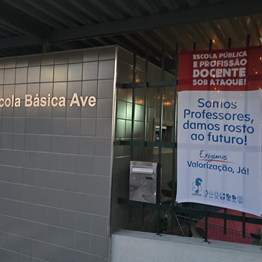 cola Básica Ave
ESCOLA PÚBLICA
E PROFISSÃO
DOCENTE
SOB ATAQUE!
Somos
Professores,
damos rosto
ao futuro!
Exigimos
Valorização, Já!